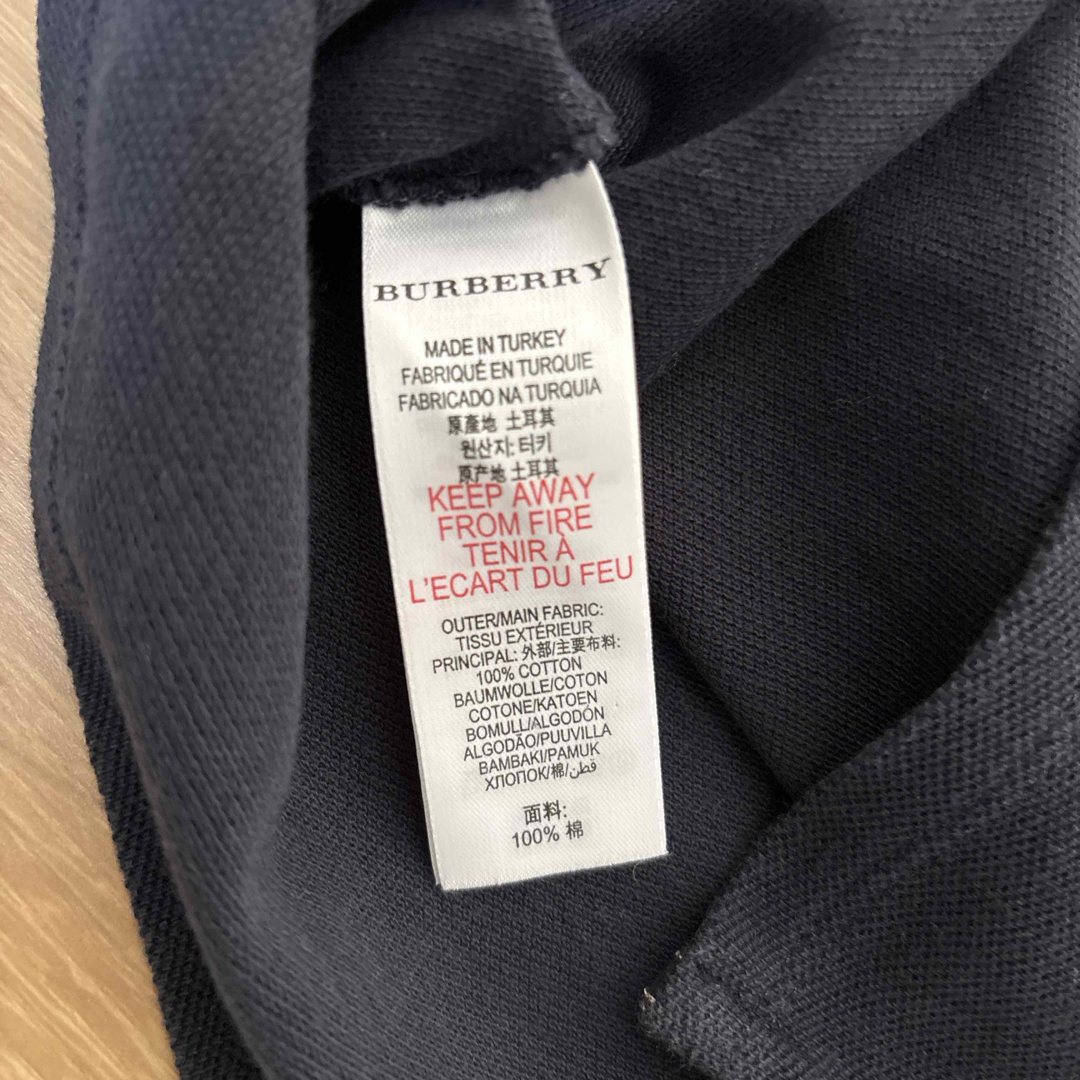 BURBERRY
MADE IN TURKEY
FABRIQUÉ EN TURQUIE
FABRICADO NA TURQUIA
原產地 土耳其
원산지: 터키
原产地 土耳其
KEEP AWAY
FROM FIRE
TENIR À
L'ECART DU FEU
OUTER/MAIN FABRIC:
TISSU EXTÉRIEUR
PRINCIPAL: 外部/主要布料:
100% COTTON
BAUMWOLLE/COTON
COTONE/KATOEN
BOMULL/ALGODÓN
ALGODÃO/PUUVILLA
BAMBAKI/PAMUK
ХЛОПОК/棉/قطن
面料:
100% 棉